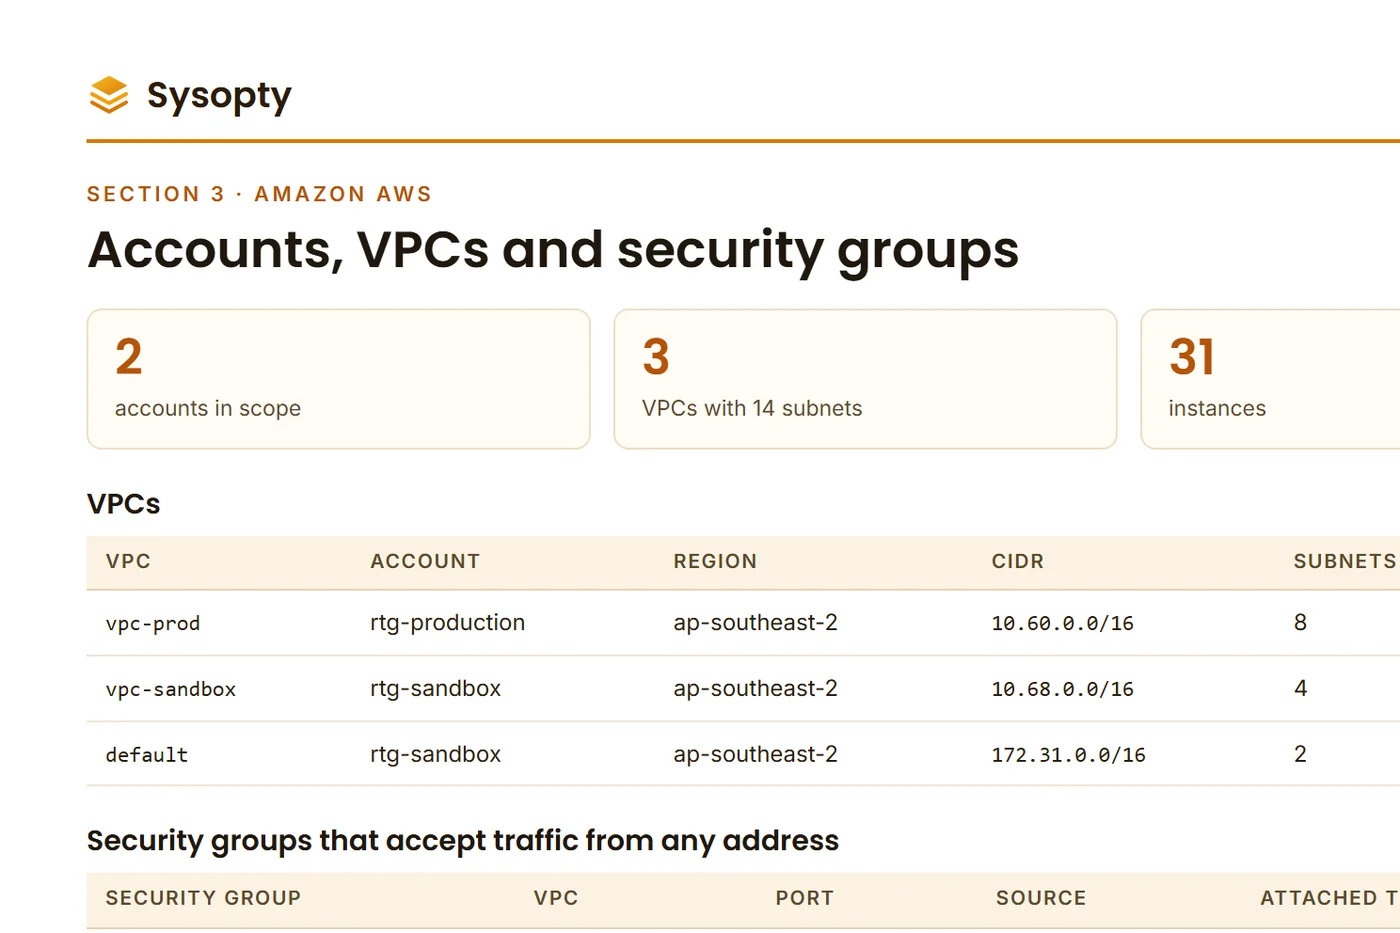 Sysopty
SECTION 3 · AMAZON AWS
Accounts, VPCs and security groups
2
accounts in scope
3
VPCs with 14 subnets
31
instances
VPCs
VPC ACCOUNT REGION CIDR SUBNETS
vpc-prod rtg-production ap-southeast-2 10.60.0.0/16 8
vpc-sandbox rtg-sandbox ap-southeast-2 10.68.0.0/16 4
default rtg-sandbox ap-southeast-2 172.31.0.0/16 2
Security groups that accept traffic from any address
SECURITY GROUP VPC PORT SOURCE ATTACHED T